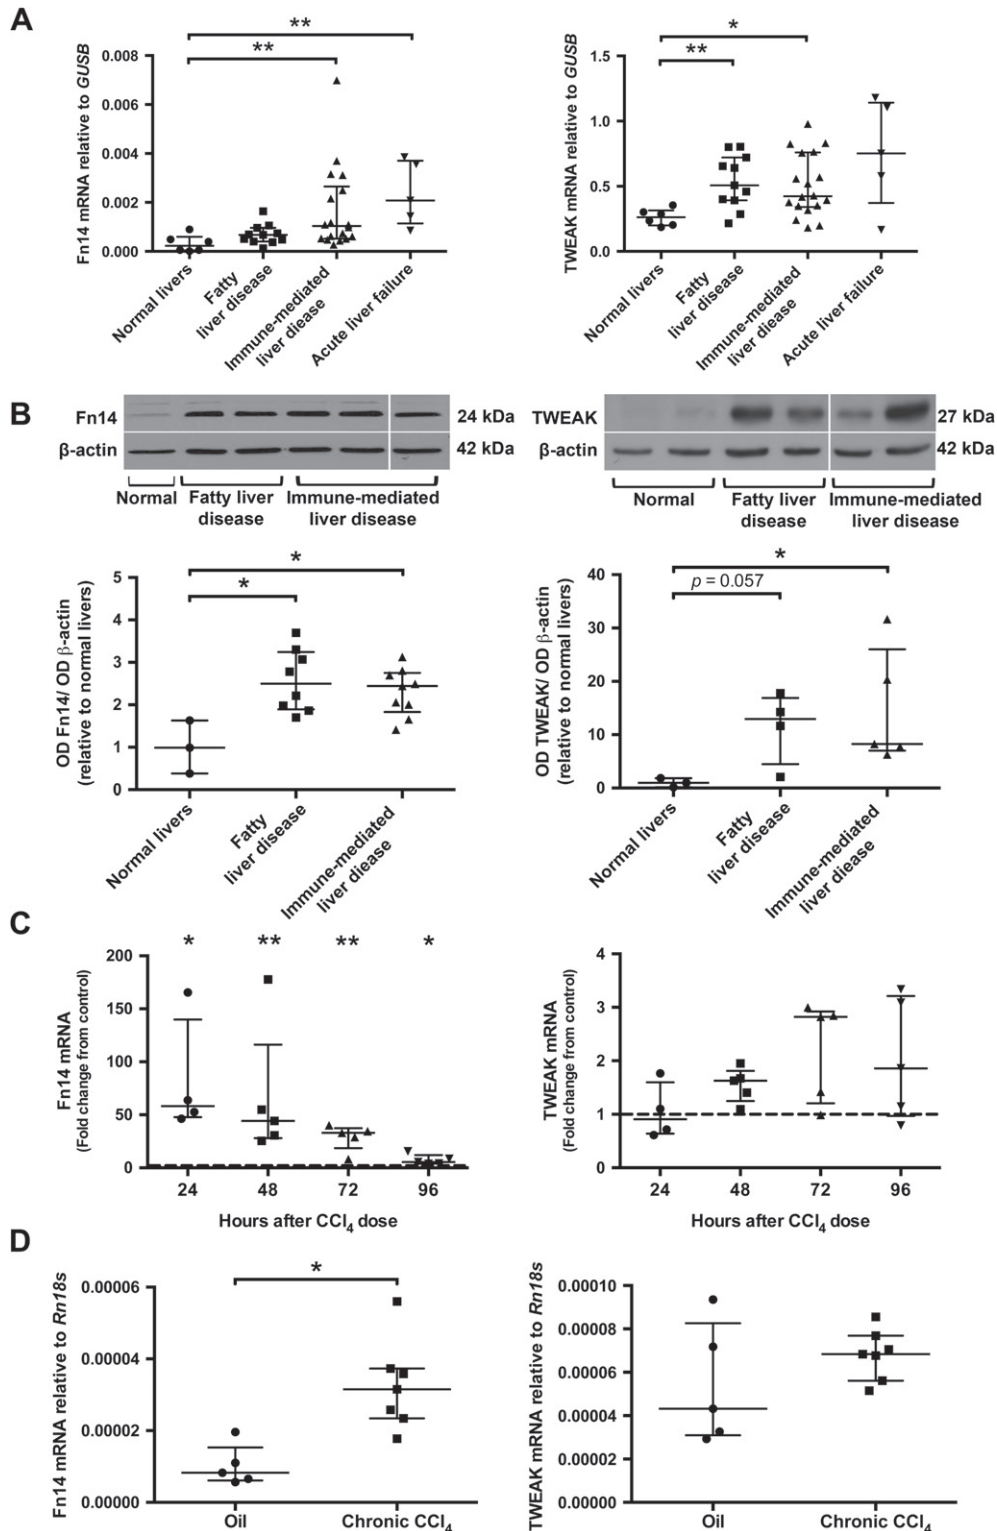 A
Fn14 mRNA relative to GUSB
0.008
0.006
0.004
0.002
0.000
**
**
Normal livers
Fatty
liver disease
Immune-mediated
liver disease
Acute liver failure
TWEAK mRNA relative to GUSB
1.5
1.0
0.5
0.0
*
**
Normal livers
Fatty
liver disease
Immune-mediated
liver disease
Acute liver failure
B
Fn14
24 kDa
β-actin
42 kDa
Normal
Fatty liver
disease
Immune-mediated
liver disease
TWEAK
27 kDa
β-actin
42 kDa
Normal
Fatty liver
disease
Immune-mediated
liver disease
OD Fn14/ OD β-actin
(relative to normal livers)
5
4
3
2
1
0
*
*
Normal livers
Fatty
liver disease
Immune-mediated
liver diease
OD TWEAK/ OD β-actin
(relative to normal livers)
40
30
20
10
0
*
p = 0.057
Normal livers
Fatty
liver disease
Immune-mediated
liver disease
C
Fn14 mRNA
(Fold change from control)
200
150
100
50
0
* ** ** *
24 48 72 96
Hours after CCl4 dose
TWEAK mRNA
(Fold change from control)
4
3
2
1
0
24 48 72 96
Hours after CCl4 dose
D
Fn14 mRNA relative to Rn18s
0.00006
0.00004
0.00002
0.00000
*
Oil Chronic CCl4
TWEAK mRNA relative to Rn18s
0.00010
0.00008
0.00006
0.00004
0.00002
0.00000
Oil Chronic CCl4